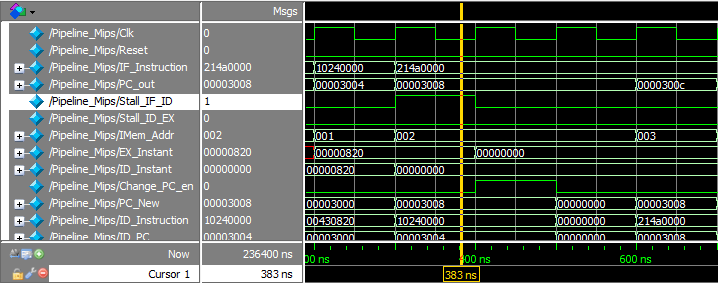 Msgs
/Pipeline_Mips/Clk 0
/Pipeline_Mips/Reset 0
/Pipeline_Mips/IF_Instruction 214a0000 10240000 214a0000
/Pipeline_Mips/PC_out 00003008 00003004 00003008 0000300c
/Pipeline_Mips/Stall_IF_ID 1
/Pipeline_Mips/Stall_ID_EX 0
/Pipeline_Mips/IMem_Addr 002 001 002 003
/Pipeline_Mips/EX_Instant 00000820 00000820 00000000
/Pipeline_Mips/ID_Instant 00000000 00000820 00000000
/Pipeline_Mips/Change_PC_en 0
/Pipeline_Mips/PC_New 00003008 00003000 00003008 00000000 00003008
/Pipeline_Mips/ID_Instruction 10240000 00430820 10240000 00000000 214a0000
/Pipeline_Mips/ID_PC 00003004 00003000 00003004 00000000 00003008
Now 236400 ns 00 ns 400 ns 600 ns
Cursor 1 383 ns 383 ns